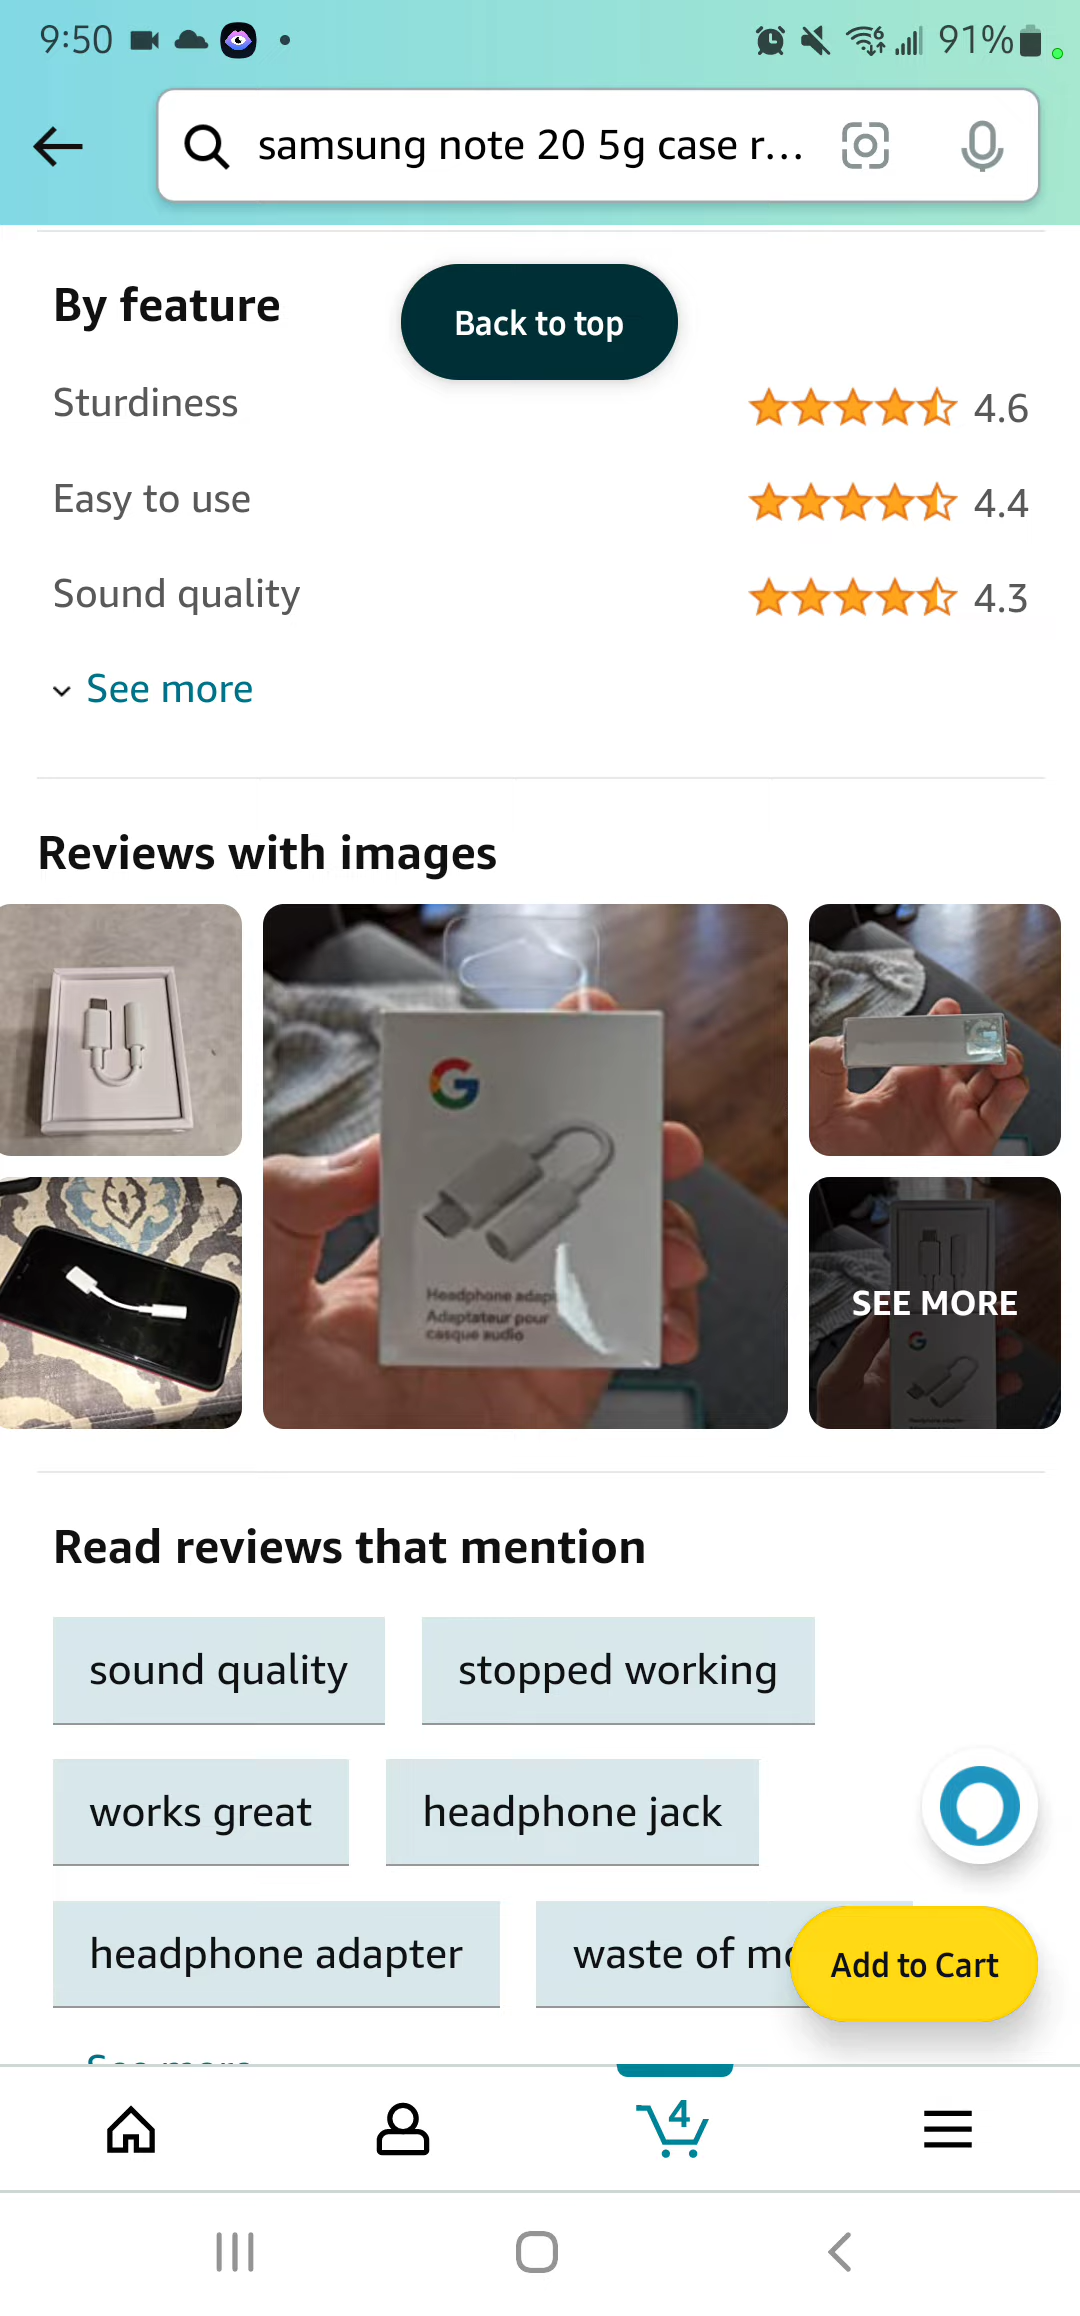 9:50
91%
samsung note 20 5g case r...
By feature
Back to top
Sturdiness
4.6
Easy to use
4.4
Sound quality
4.3
See more
Reviews with images
G
Headphone adap
Adaptateur pour
casque audio
SEE MORE
G
Read reviews that mention
sound quality
stopped working
works great
headphone jack
headphone adapter
waste of mo
Add to Cart
See more
4